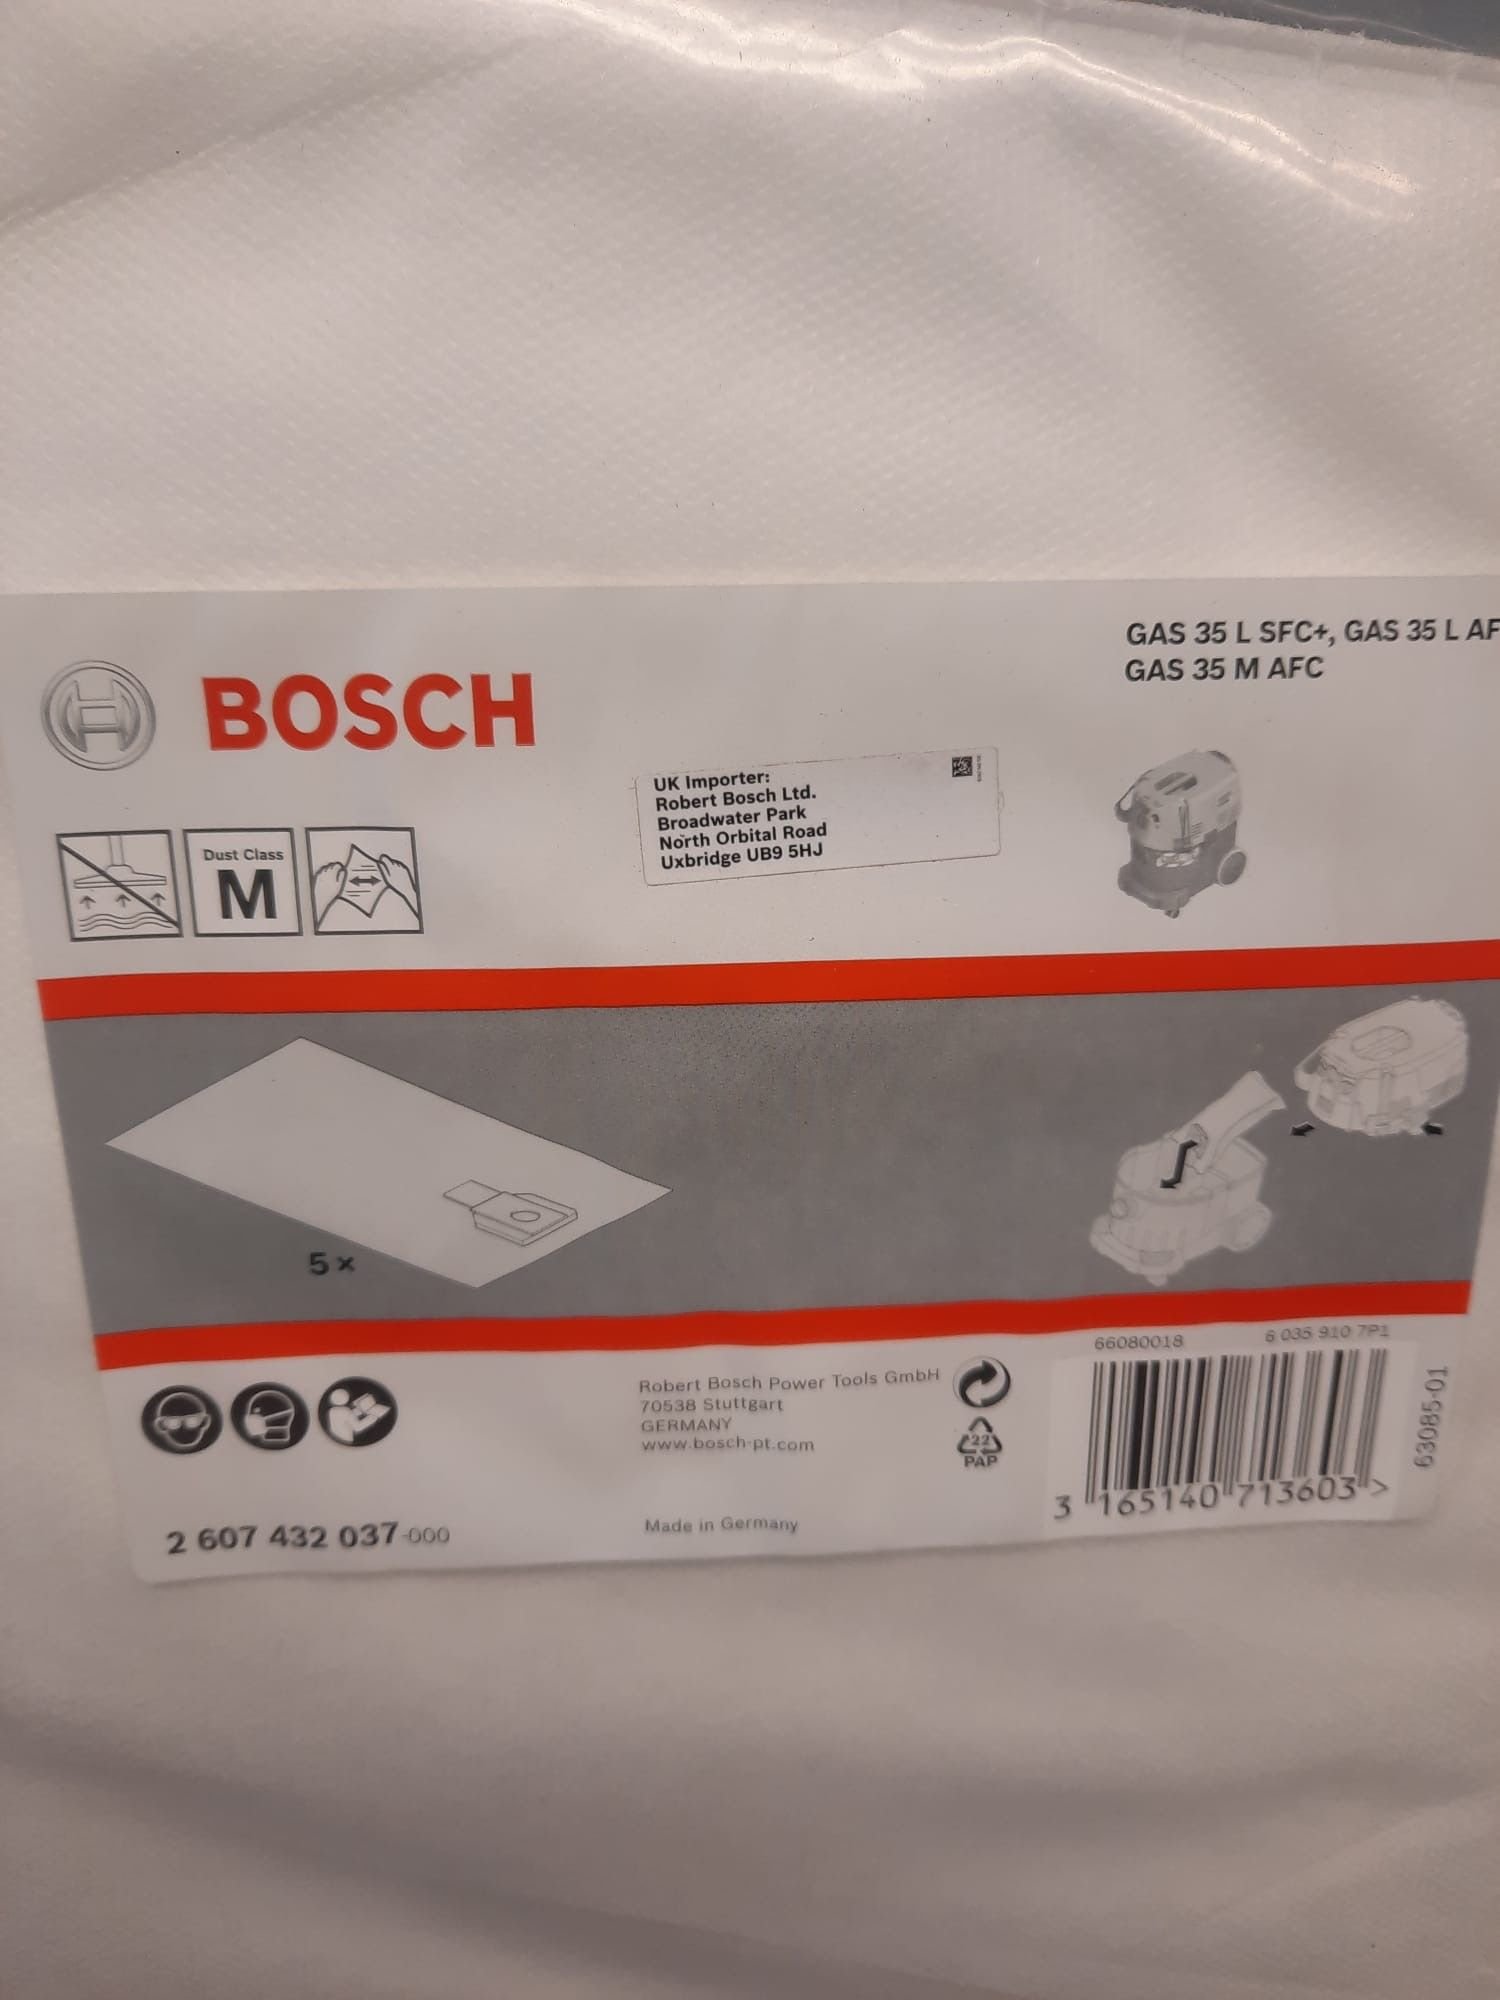 GAS 35 L SFC+, GAS 35 L AF
GAS 35 M AFC
BOSCH
UK Importer:
Robert Bosch Ltd.
Broadwater Park
North Orbital Road
Uxbridge UB9 5HJ
Dust Class
M
5 x
66080018 6 035 910 7P1
63085-01
3 165140 713603 >
Robert Bosch Power Tools GmbH
70538 Stuttgart
GERMANY
www.bosch-pt.com
22
PAP
2 607 432 037-000
Made in Germany